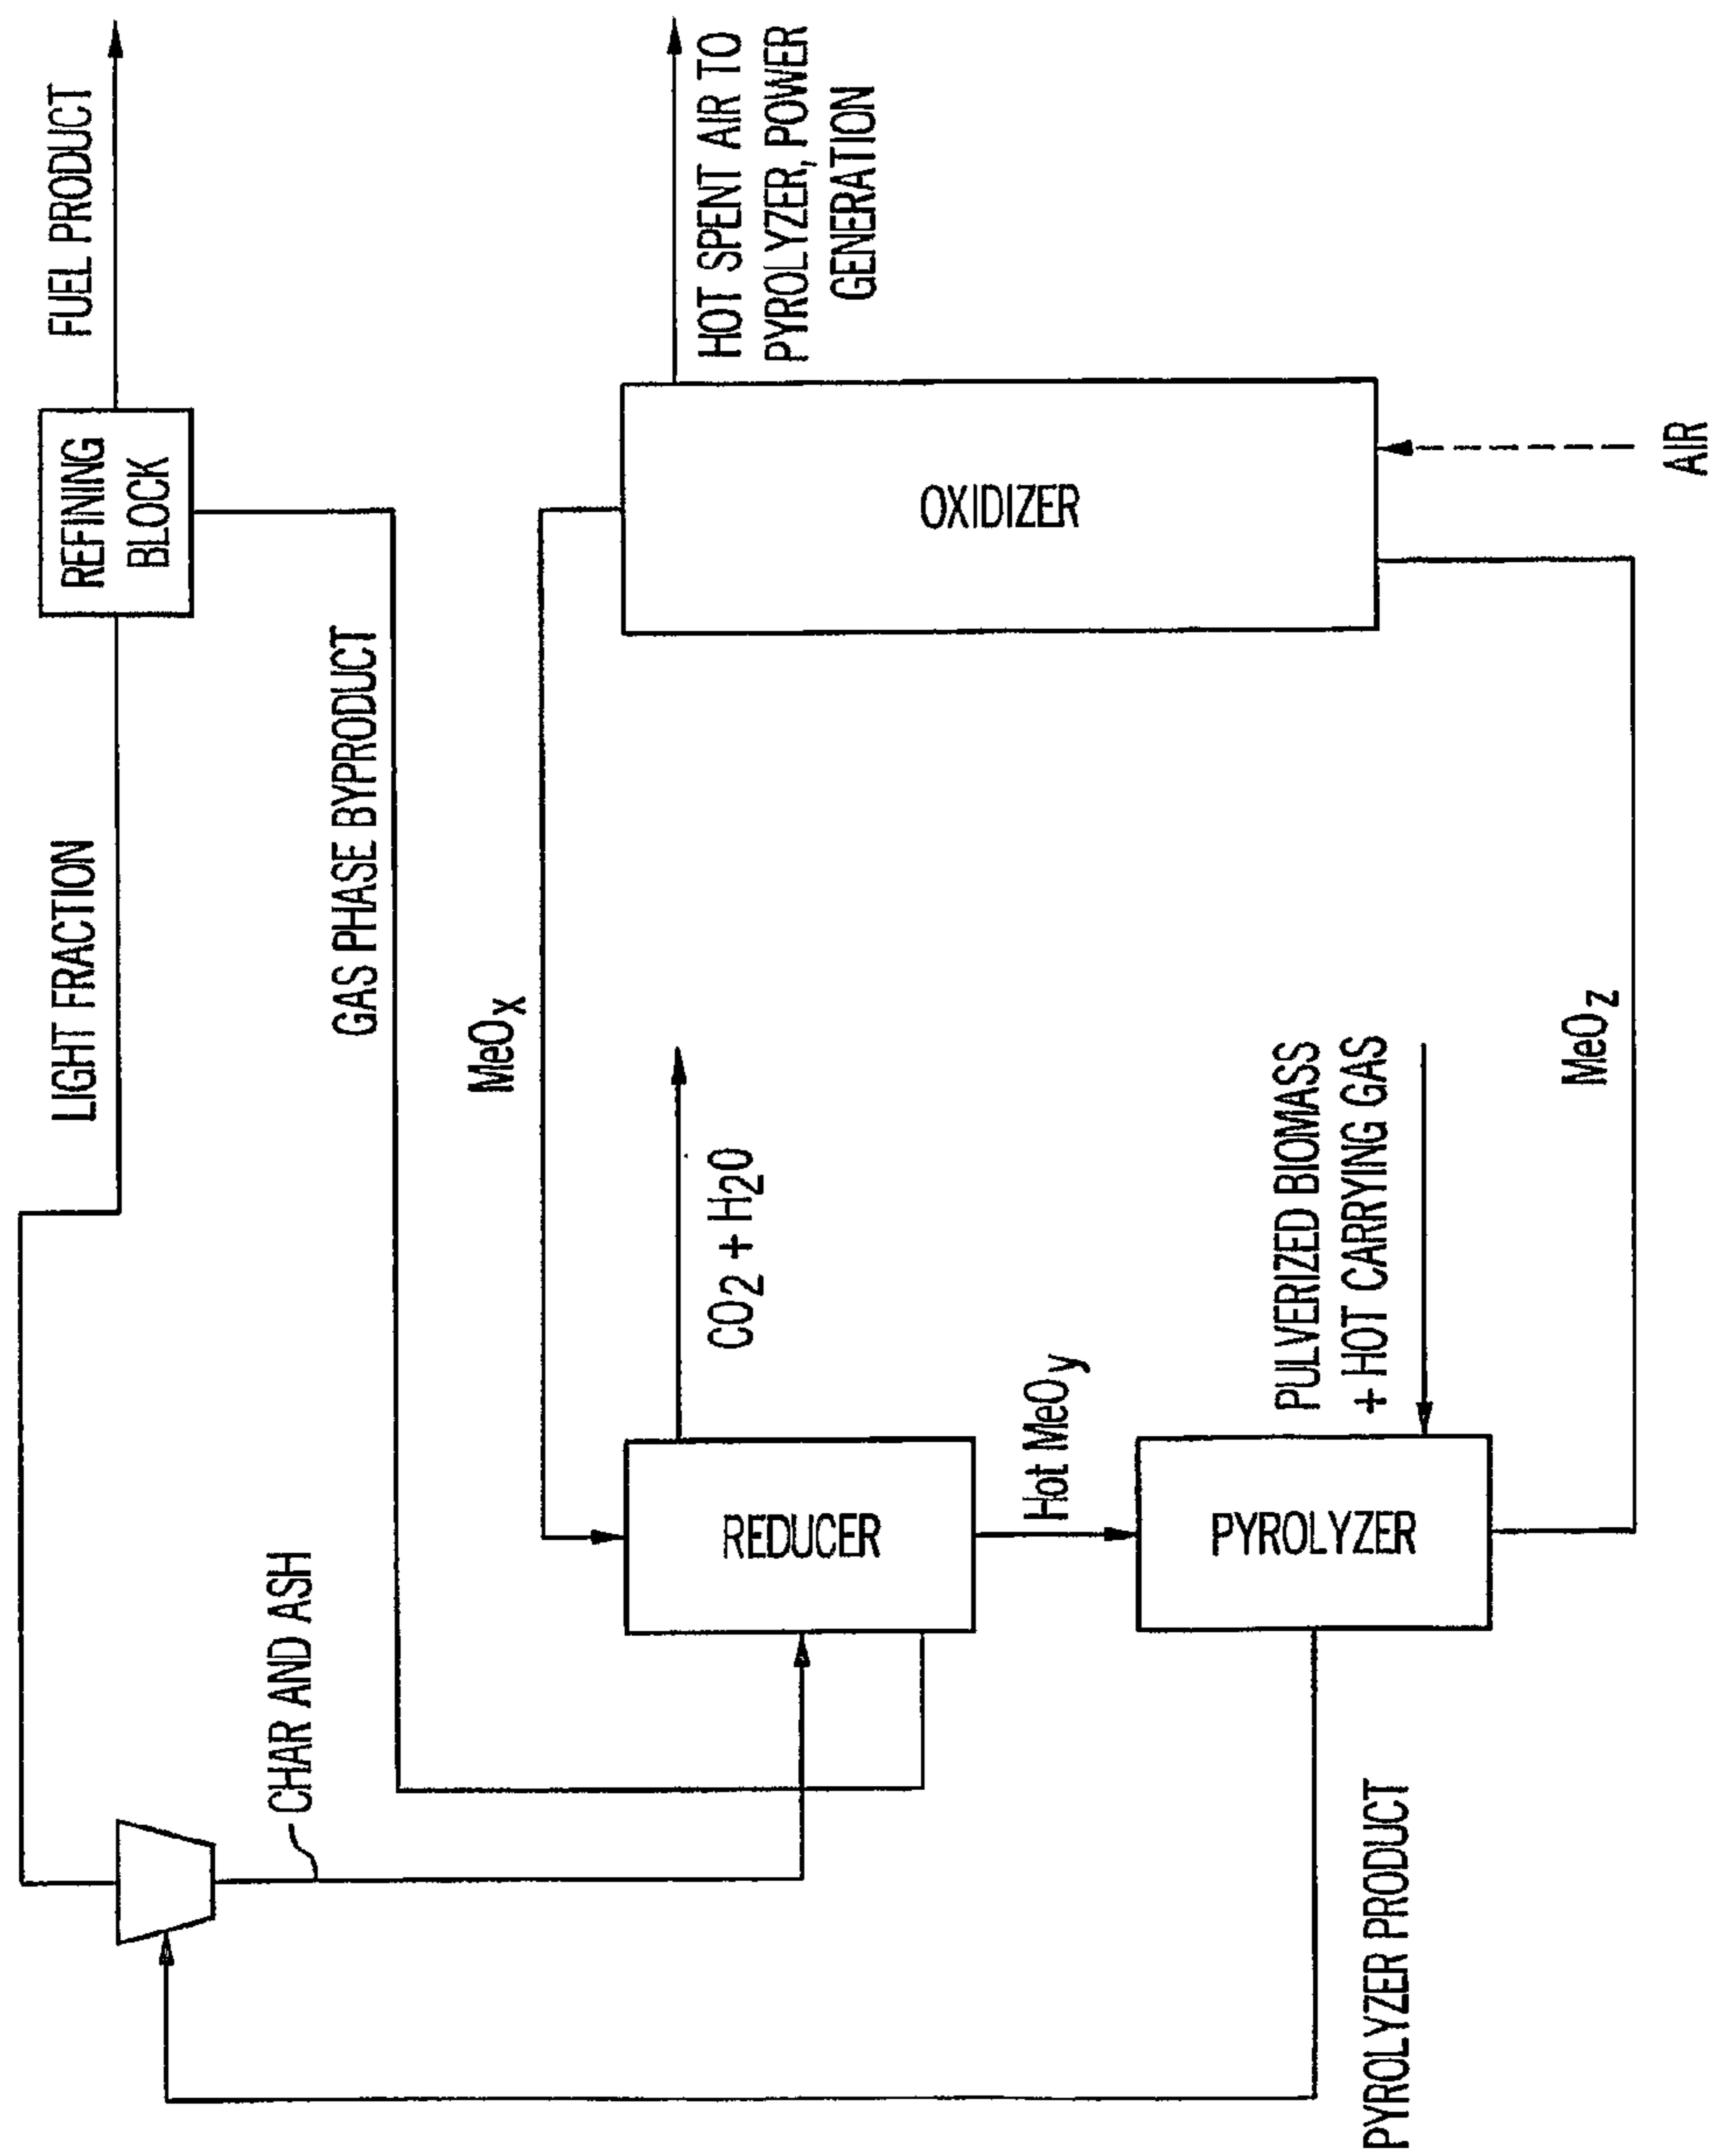 FUEL PRODUCT
REFINING
BLOCK
LIGHT FRACTION
GAS PHASE BYPRODUCT
CHAR AND ASH
HOT SPENT AIR TO
PYROLYZER, POWER
GENERATION
OXIDIZER
AIR
MeOx
CO2 + H2O
REDUCER
Hot MeOy
PULVERIZED BIOMASS
+ HOT CARRYING GAS
PYROLYZER
MeOz
PYROLYZER PRODUCT